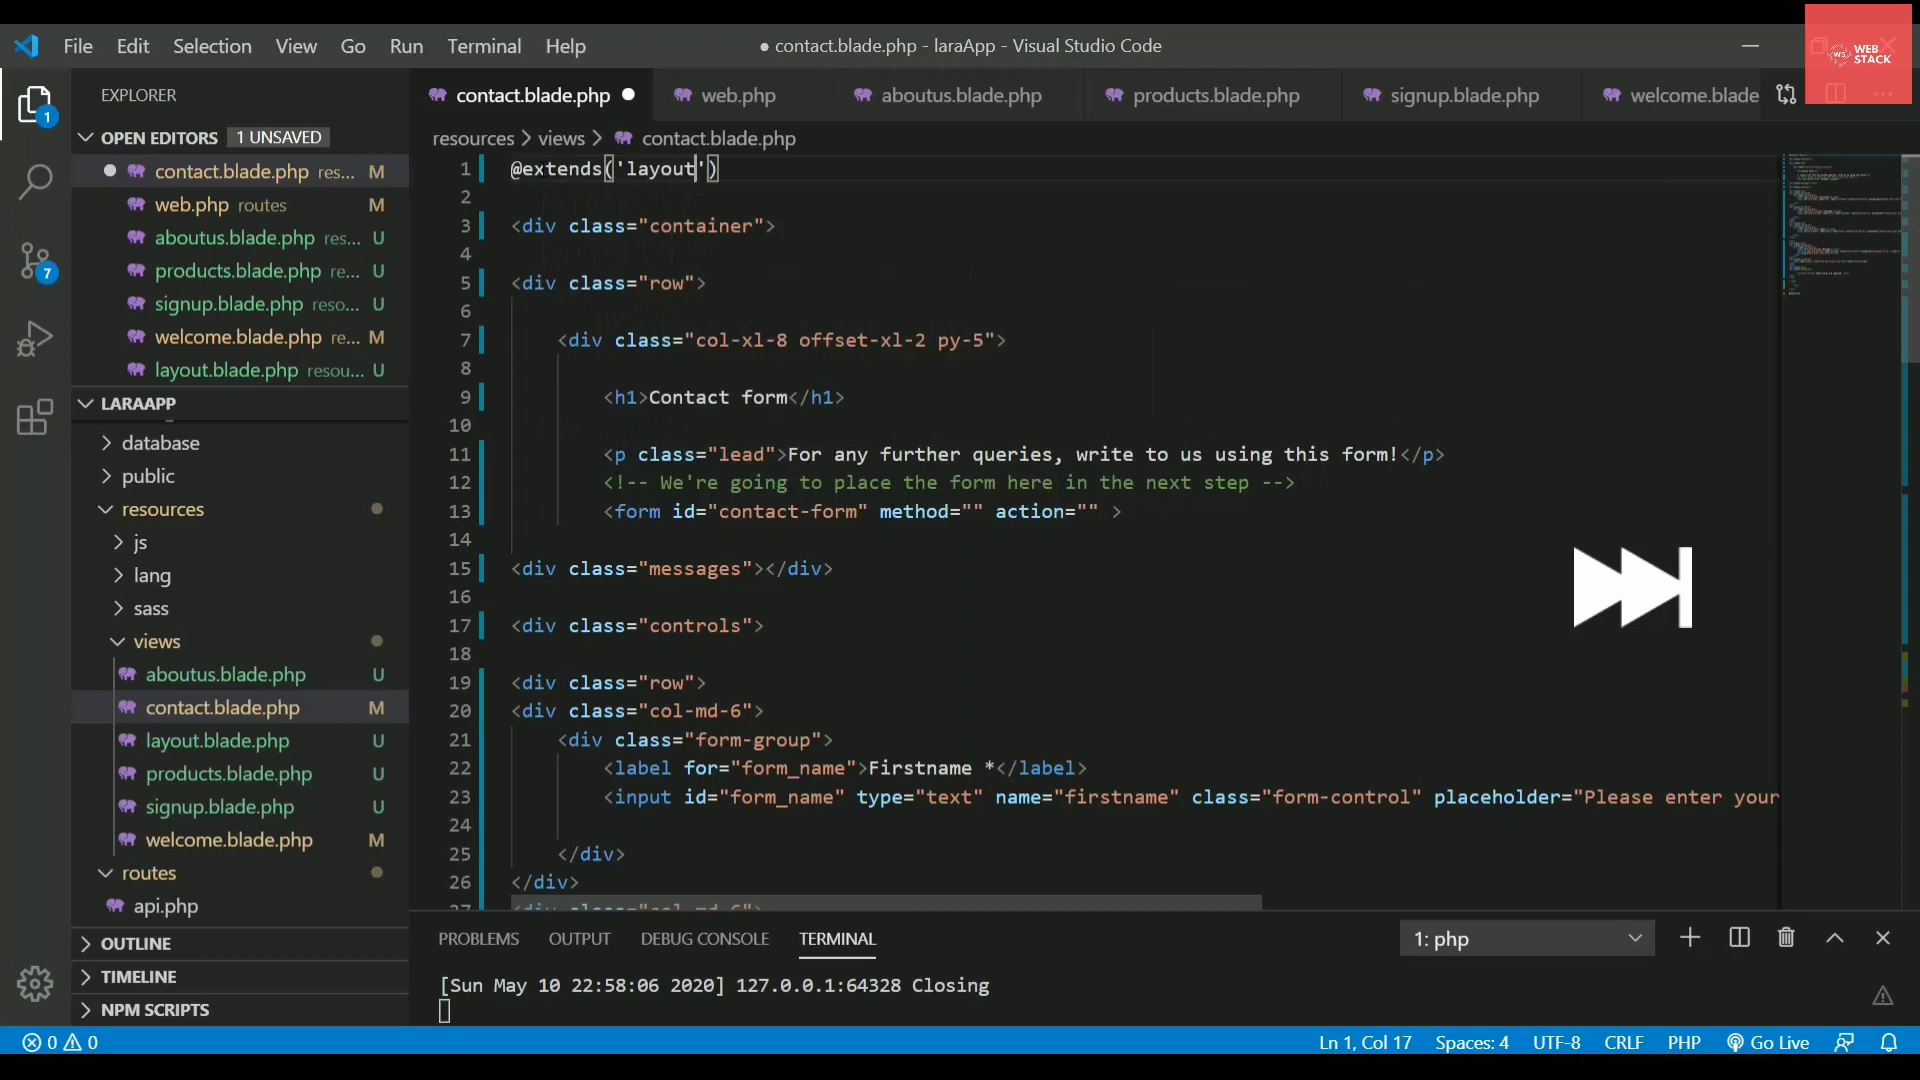 File Edit Selection View Go Run Terminal Help
● contact.blade.php - laraApp - Visual Studio Code
WS WEB STACK
EXPLORER
OPEN EDITORS 1 UNSAVED
contact.blade.php res... M
web.php routes M
aboutus.blade.php res... U
products.blade.php re... U
signup.blade.php reso... U
welcome.blade.php re... M
layout.blade.php resou... U
LARAAPP
database
public
resources
js
lang
sass
views
aboutus.blade.php U
contact.blade.php M
layout.blade.php U
products.blade.php U
signup.blade.php U
welcome.blade.php M
routes
api.php
OUTLINE
TIMELINE
NPM SCRIPTS
1
7
contact.blade.php web.php aboutus.blade.php products.blade.php signup.blade.php welcome.blade
resources > views > contact.blade.php
1 @extends('layout')
2
3 <div class="container">
4
5 <div class="row">
6
7 <div class="col-xl-8 offset-xl-2 py-5">
8
9 <h1>Contact form</h1>
10
11 <p class="lead">For any further queries, write to us using this form!</p>
12 <!-- We're going to place the form here in the next step -->
13 <form id="contact-form" method="" action="" >
14
15 <div class="messages"></div>
16
17 <div class="controls">
18
19 <div class="row">
20 <div class="col-md-6">
21 <div class="form-group">
22 <label for="form_name">Firstname *</label>
23 <input id="form_name" type="text" name="firstname" class="form-control" placeholder="Please enter your
24
25 </div>
26 </div>
27 <div class="col-md-6">
PROBLEMS OUTPUT DEBUG CONSOLE TERMINAL
1: php
[Sun May 10 22:58:06 2020] 127.0.0.1:64328 Closing
0 0
Ln 1, Col 17 Spaces: 4 UTF-8 CRLF PHP Go Live